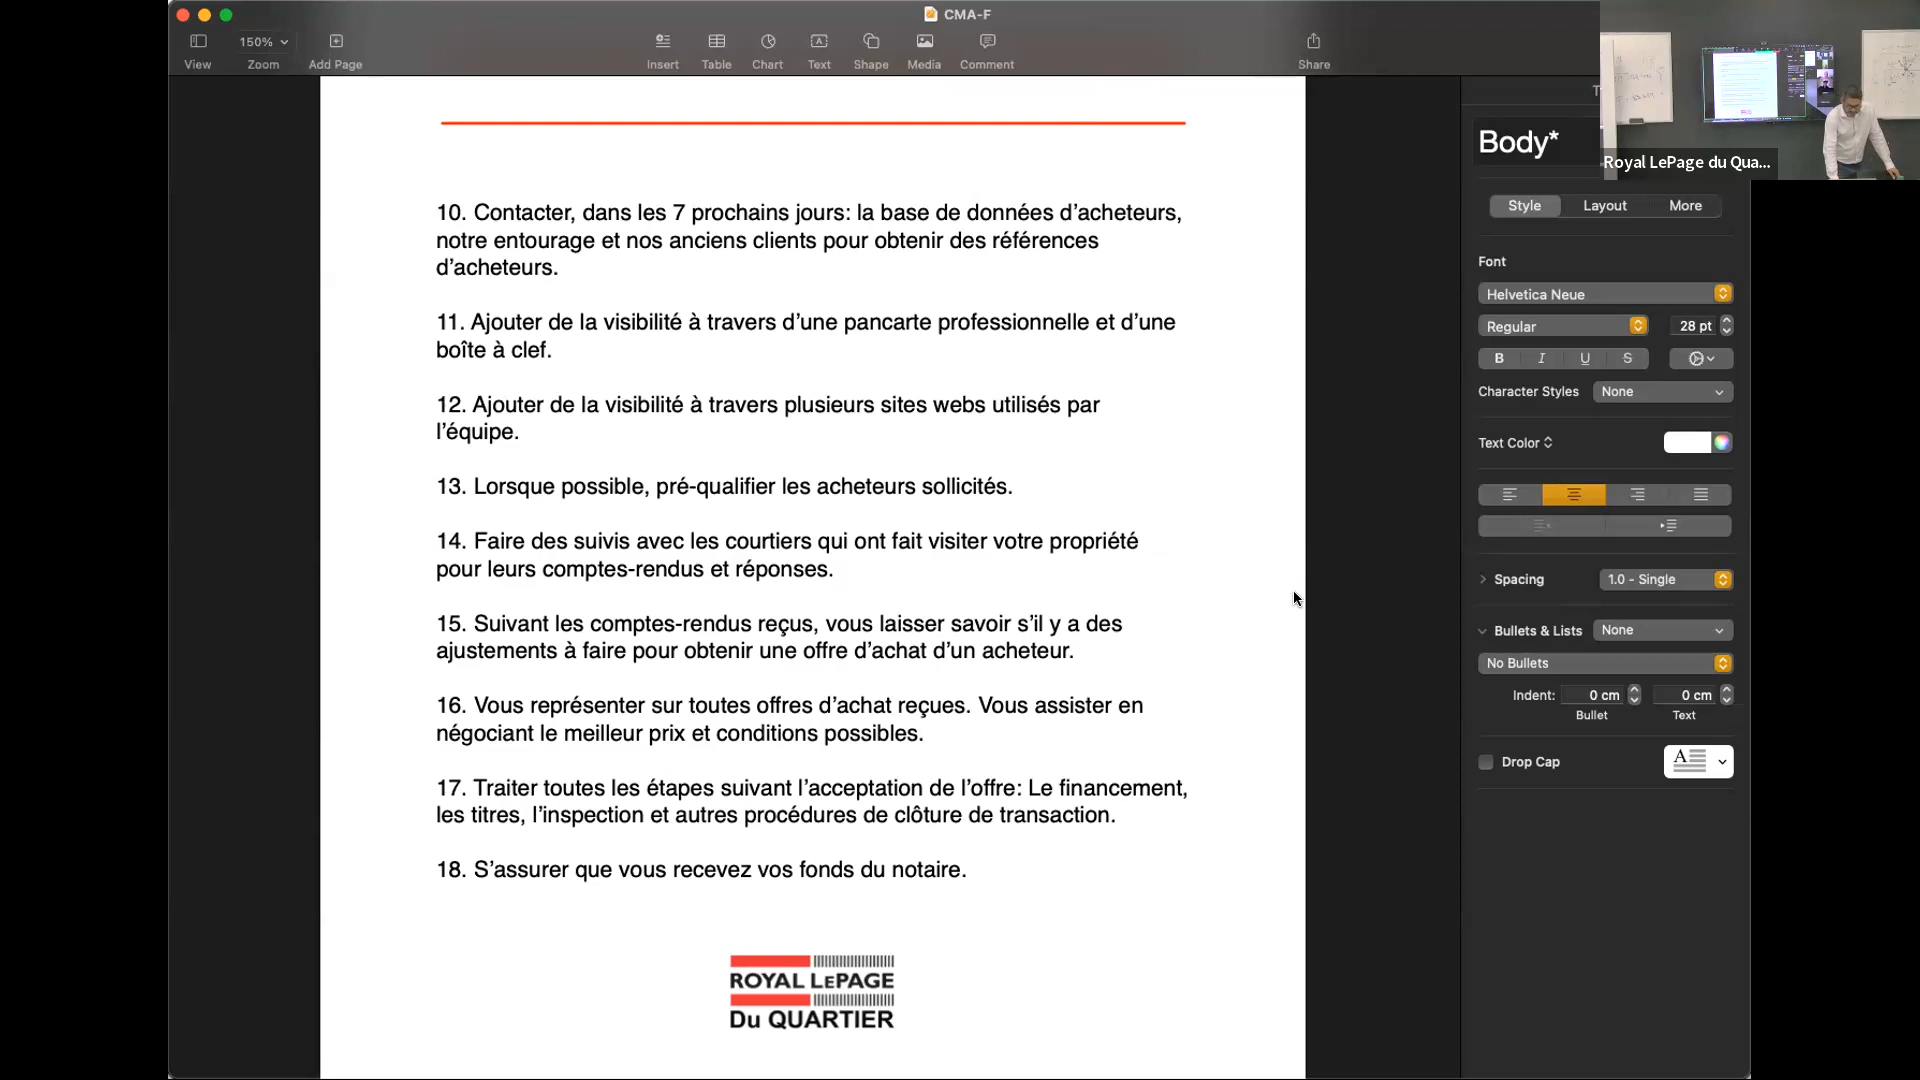 CMA-F
150%
View
Zoom
Add Page
Insert
Table
Chart
Text
Shape
Media
Comment
Share
10. Contacter, dans les 7 prochains jours: la base de données d’acheteurs,
notre entourage et nos anciens clients pour obtenir des références
d’acheteurs.
11. Ajouter de la visibilité à travers d’une pancarte professionnelle et d’une
boîte à clef.
12. Ajouter de la visibilité à travers plusieurs sites webs utilisés par
l’équipe.
13. Lorsque possible, pré-qualifier les acheteurs sollicités.
14. Faire des suivis avec les courtiers qui ont fait visiter votre propriété
pour leurs comptes-rendus et réponses.
15. Suivant les comptes-rendus reçus, vous laisser savoir s’il y a des
ajustements à faire pour obtenir une offre d’achat d’un acheteur.
16. Vous représenter sur toutes offres d’achat reçues. Vous assister en
négociant le meilleur prix et conditions possibles.
17. Traiter toutes les étapes suivant l’acceptation de l’offre: Le financement,
les titres, l’inspection et autres procédures de clôture de transaction.
18. S’assurer que vous recevez vos fonds du notaire.
ROYAL LEPAGE
DU QUARTIER
Royal LePage du Qua...
Body*
Style
Layout
More
Font
Helvetica Neue
Regular
28 pt
B I U S
Character Styles
None
Text Color
Spacing
1.0 - Single
Bullets & Lists
None
No Bullets
Indent:
0 cm
0 cm
Bullet
Text
Drop Cap
A